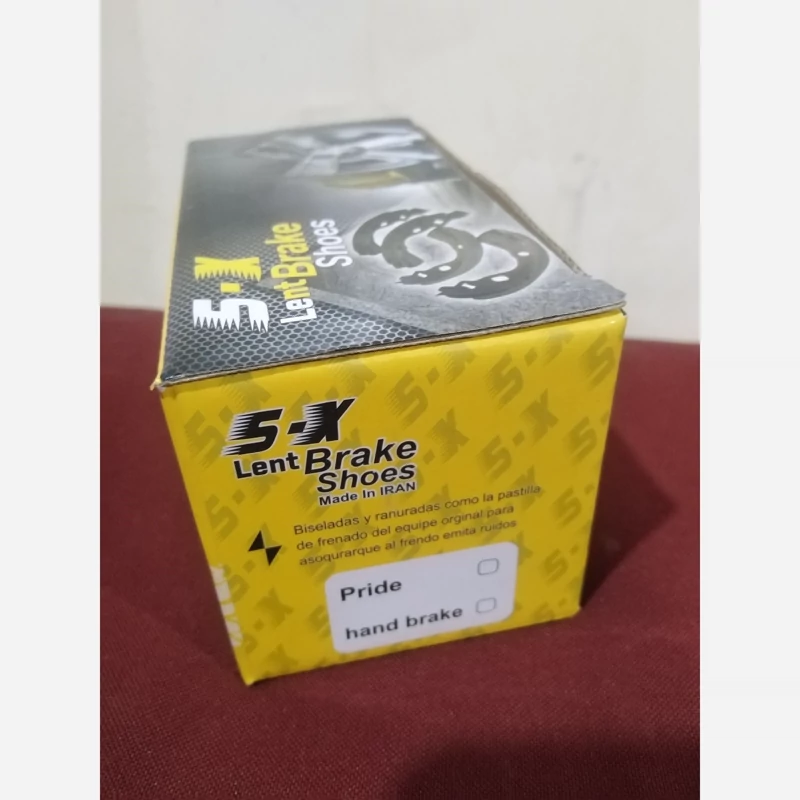 S-X
Lent Brake
Shoes
S-X
Lent Brake
Shoes
Made In IRAN
Biseladas y ranuradas como la pastilla
de frenado del equipe orginal para
asoqurarque al frendo emita ruidos
Pride
hand brake